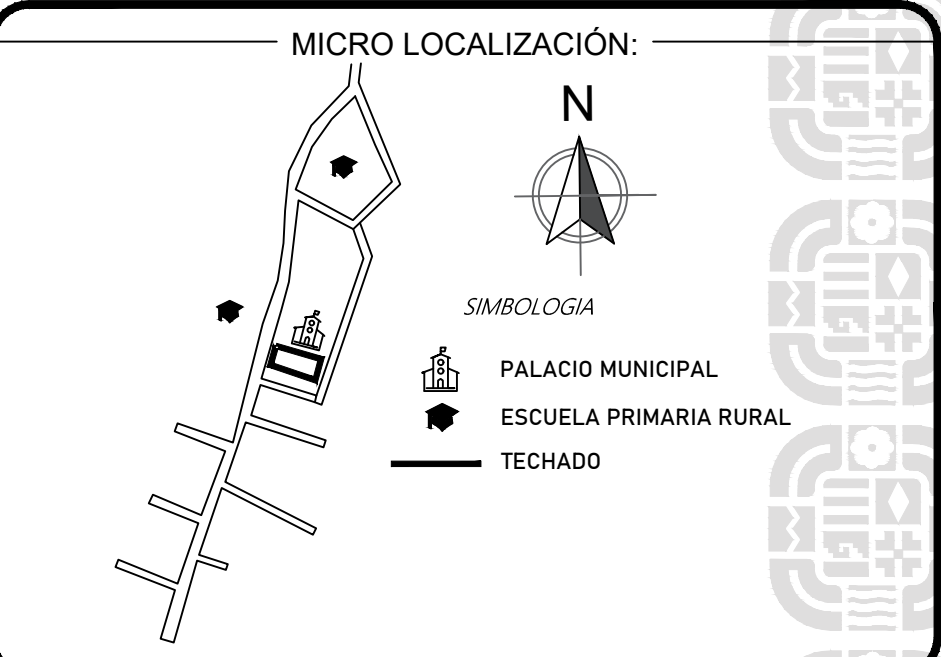 MICRO LOCALIZACIÓN:
N
SIMBOLOGIA
PALACIO MUNICIPAL
ESCUELA PRIMARIA RURAL
TECHADO